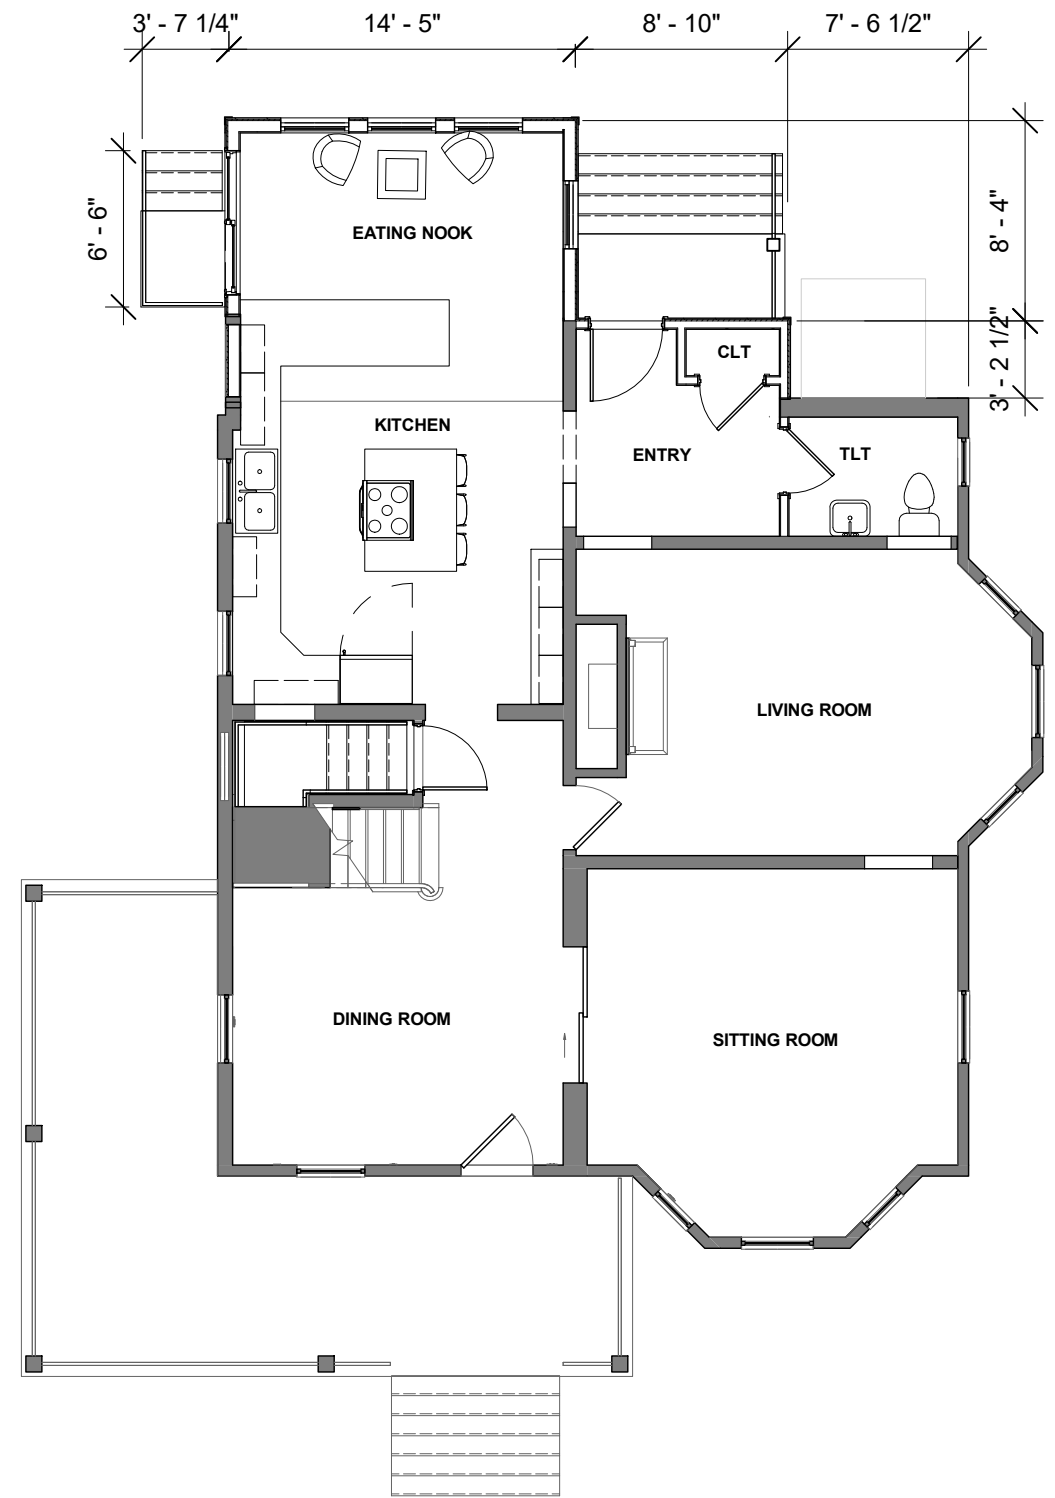 3' - 7 1/4"
14' - 5"
8' - 10"
7' - 6 1/2"
6' - 6"
8' - 4"
3' - 2 1/2"
EATING NOOK
CLT
KITCHEN
ENTRY
TLT
LIVING ROOM
DINING ROOM
SITTING ROOM